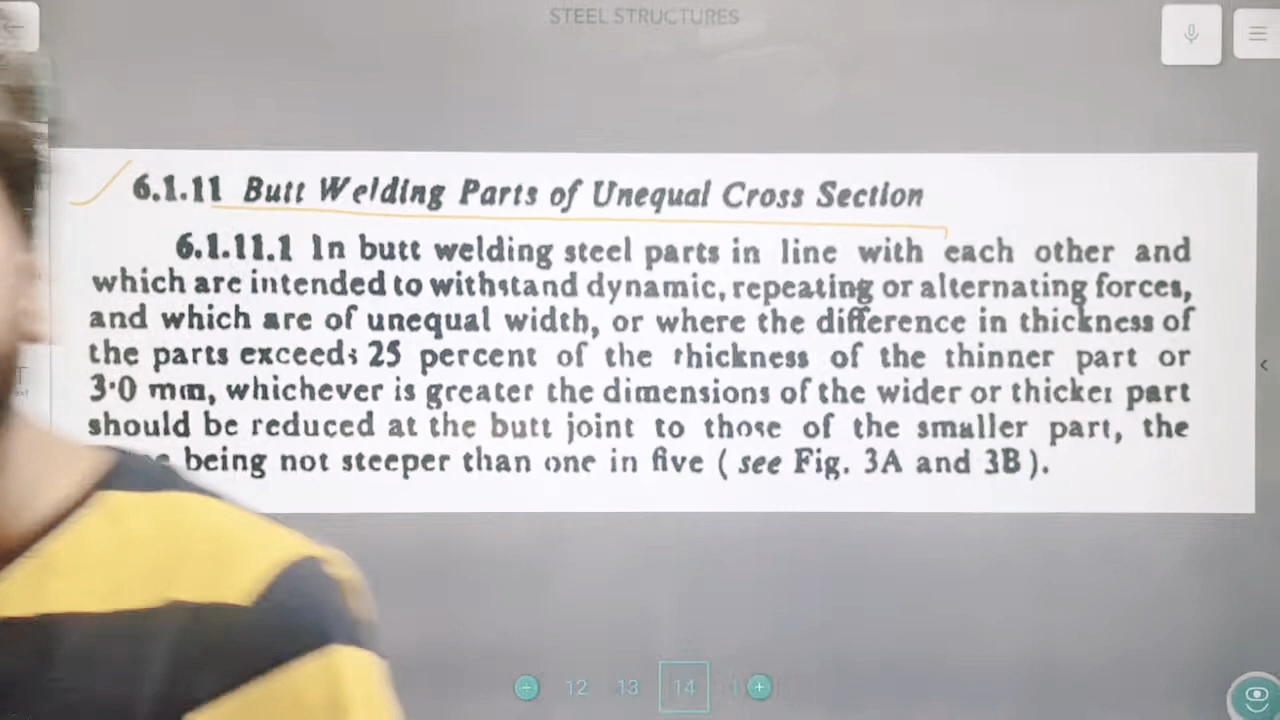 STEEL STRUCTURES
6.1.11 Butt Welding Parts of Unequal Cross Section
6.1.11.1 In butt welding steel parts in line with each other and
which are intended to withstand dynamic, repeating or alternating forces,
and which are of unequal width, or where the difference in thickness of
the parts exceeds 25 percent of the thickness of the thinner part or
3·0 mm, whichever is greater the dimensions of the wider or thicker part
should be reduced at the butt joint to those of the smaller part, the
being not steeper than one in five ( see Fig. 3A and 3B ).
12 13 14